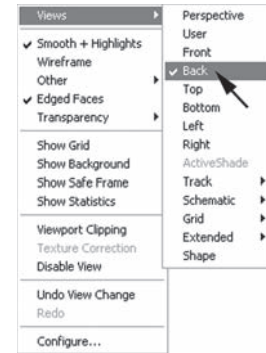 Views
Smooth + Highlights
Wireframe
Other
Edged Faces
Transparency
Show Grid
Show Background
Show Safe Frame
Show Statistics
Viewport Clipping
Texture Correction
Disable View
Undo View Change
Redo
Configure...
Perspective
User
Front
Back
Top
Bottom
Left
Right
ActiveShade
Track
Schematic
Grid
Extended
Shape